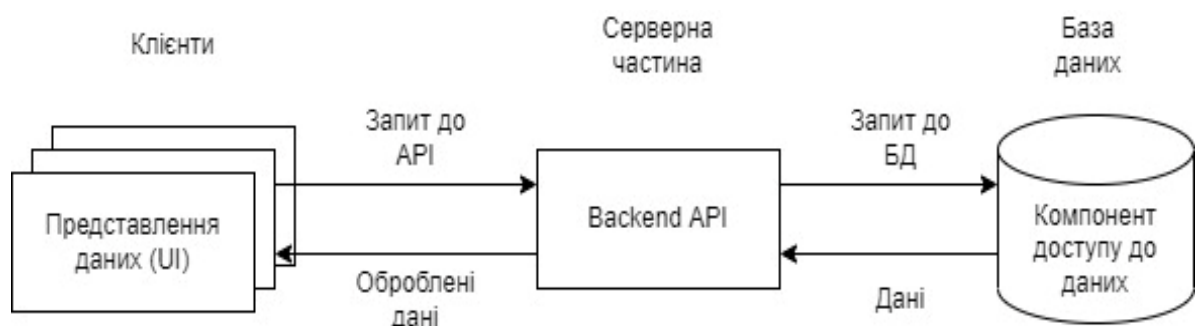 Клієнти
Серверна
частина
База
даних
Запит до
API
Запит до
БД
Представлення
даних (UI)
Backend API
Компонент
доступу до
даних
Оброблені
дані
Дані